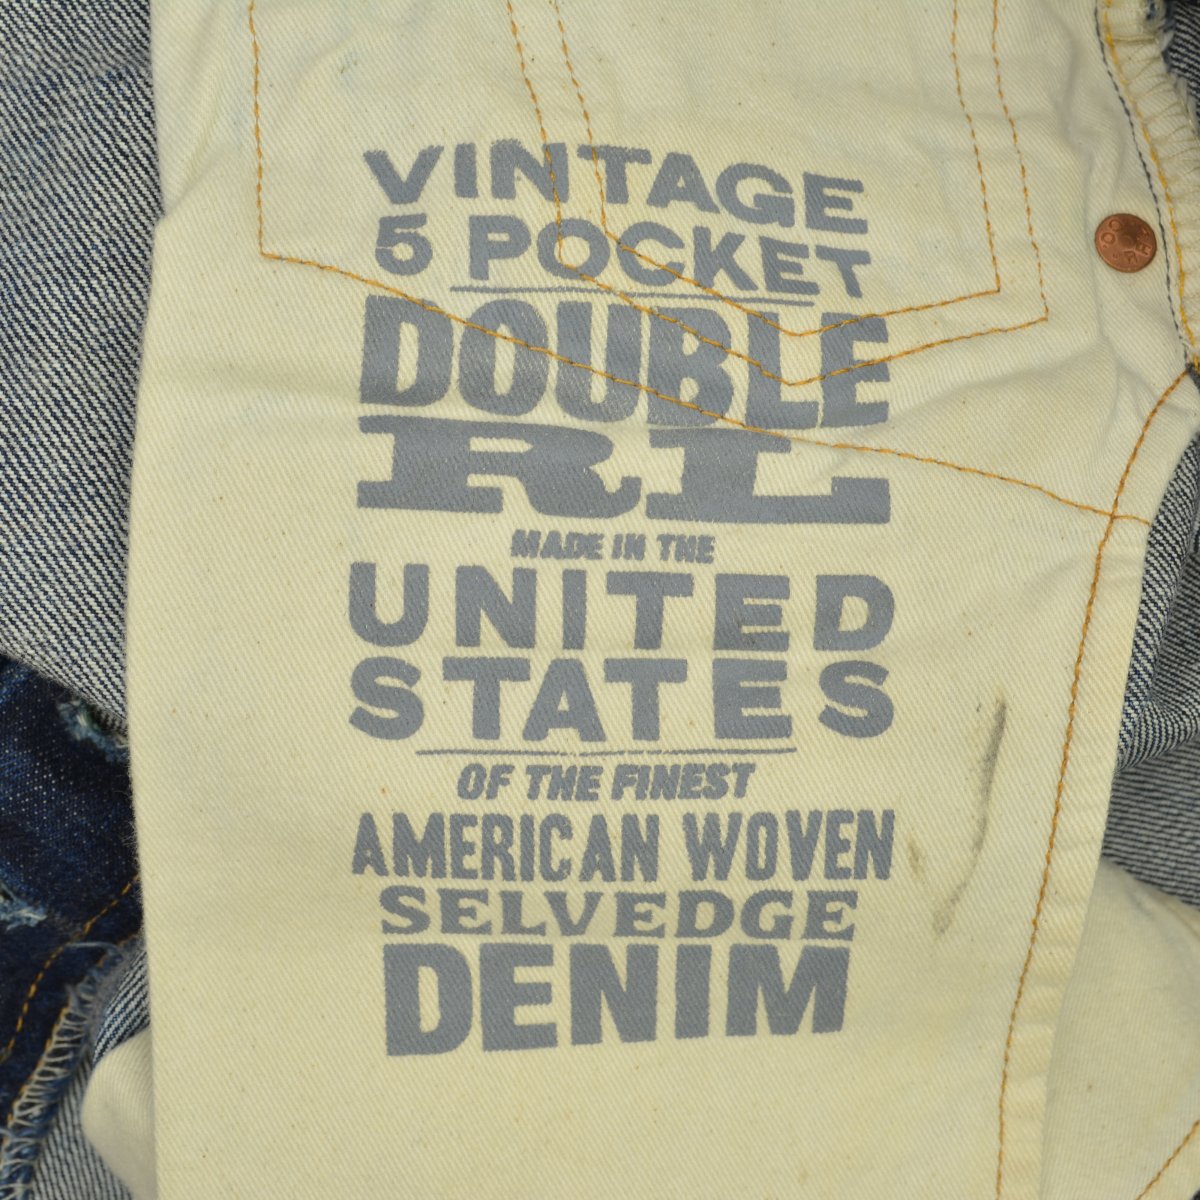 VINTAGE
5 POCKET
DOUBLE
RL
MADE IN THE
UNITED
STATES
OF THE FINEST
AMERICAN WOVEN
SELVEDGE
DENIM